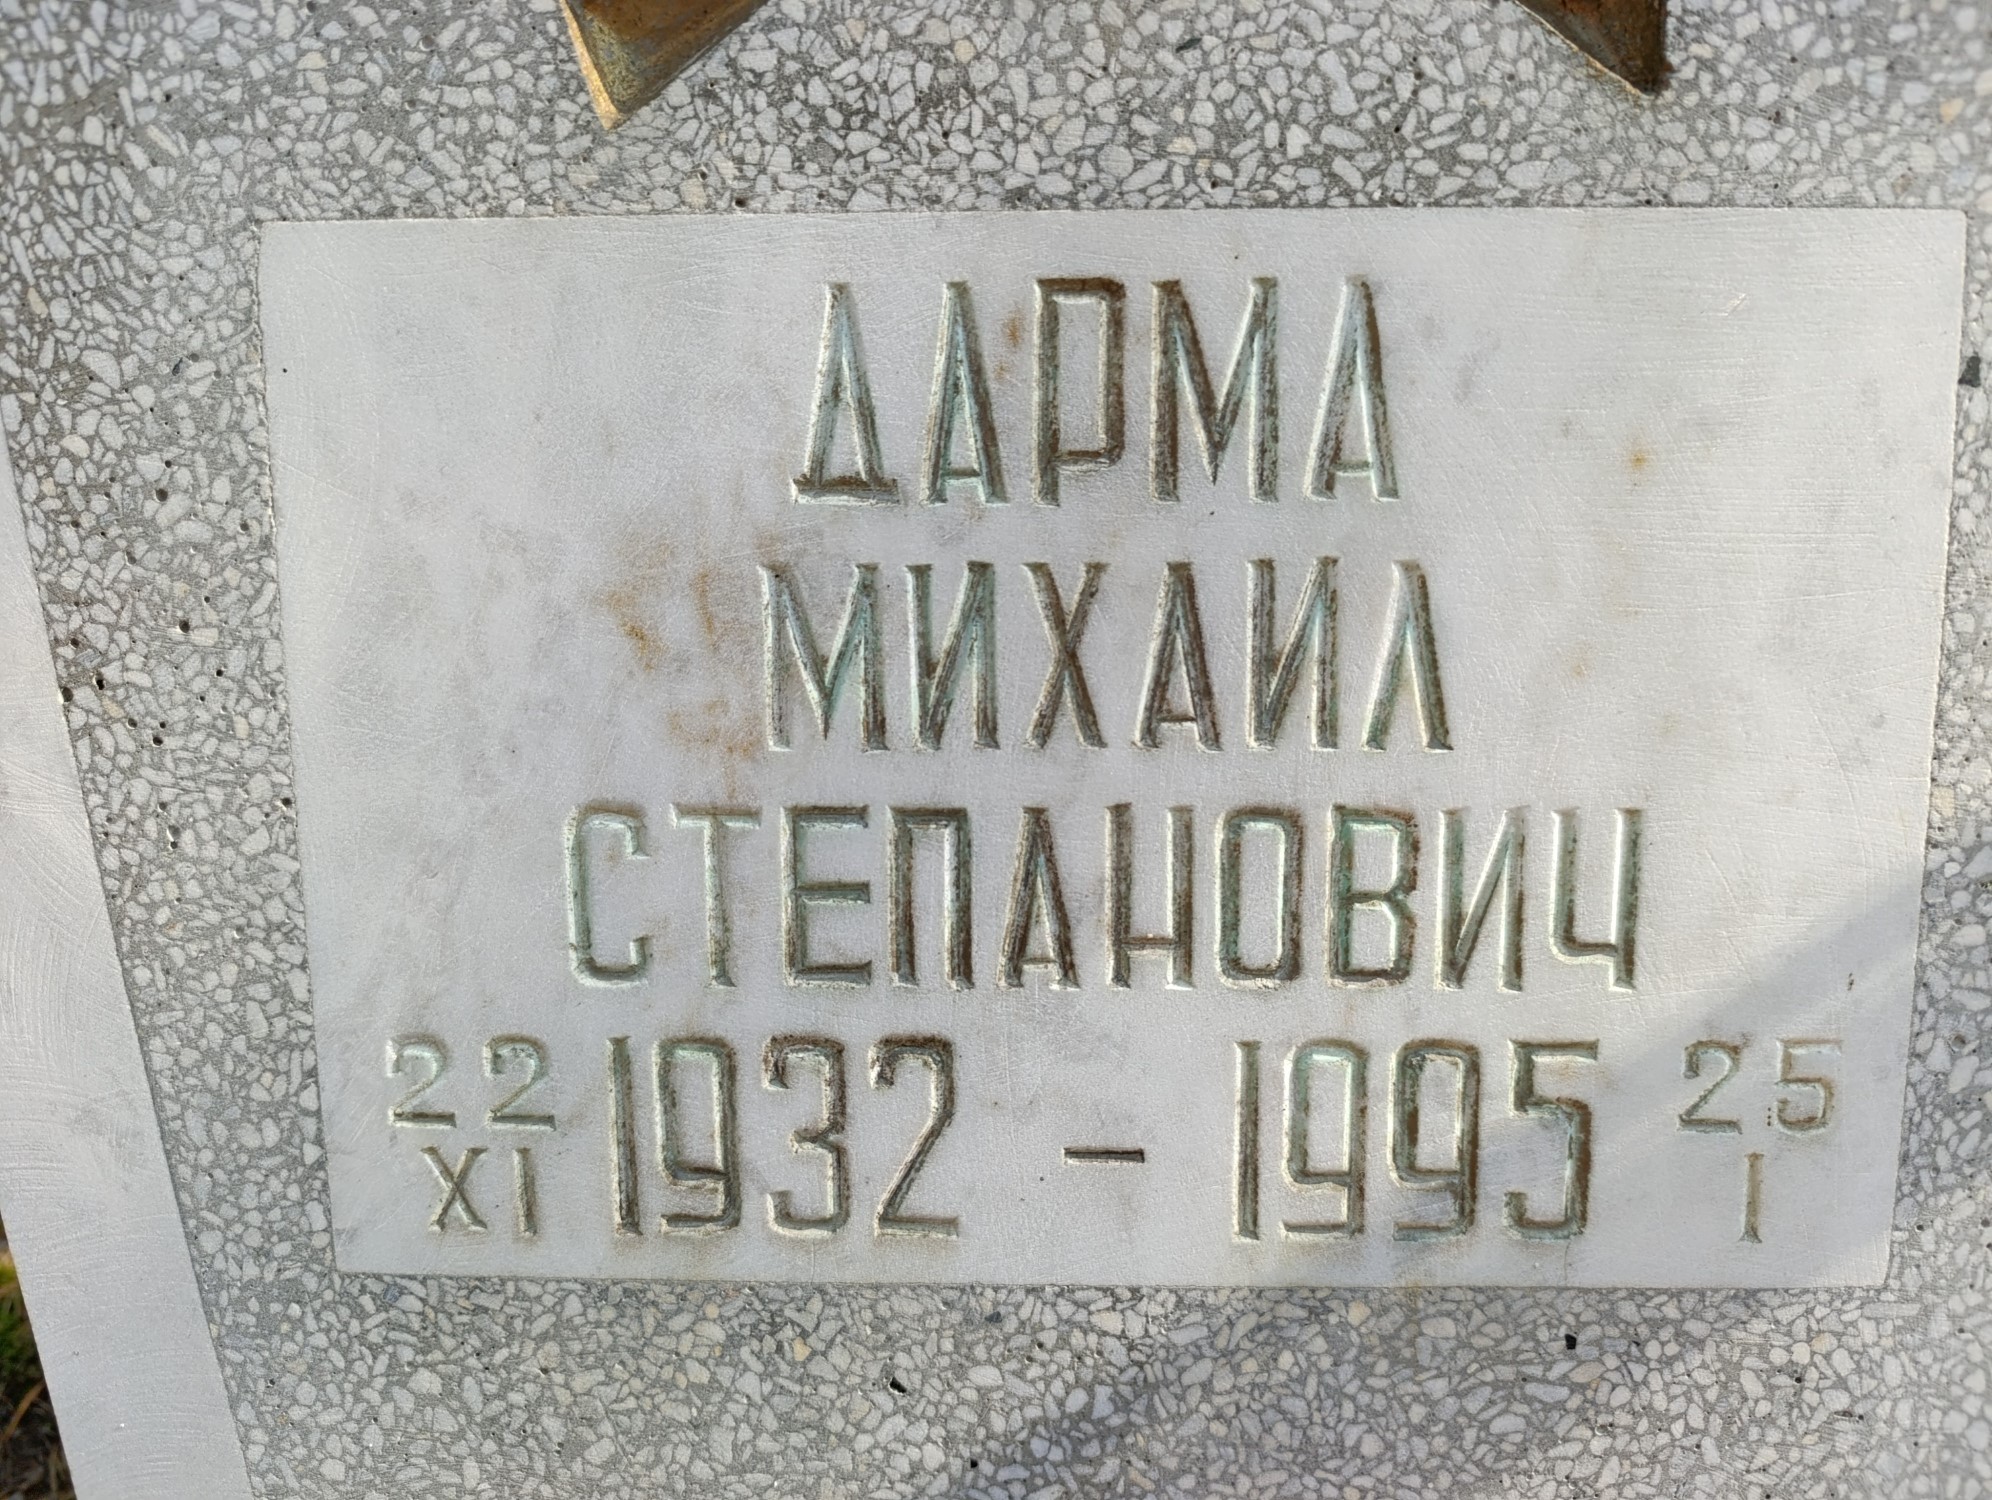 ДАРМА
МИХАИЛ
СТЕПАНОВИЧ
22 XI 1932 - 1995 25 I